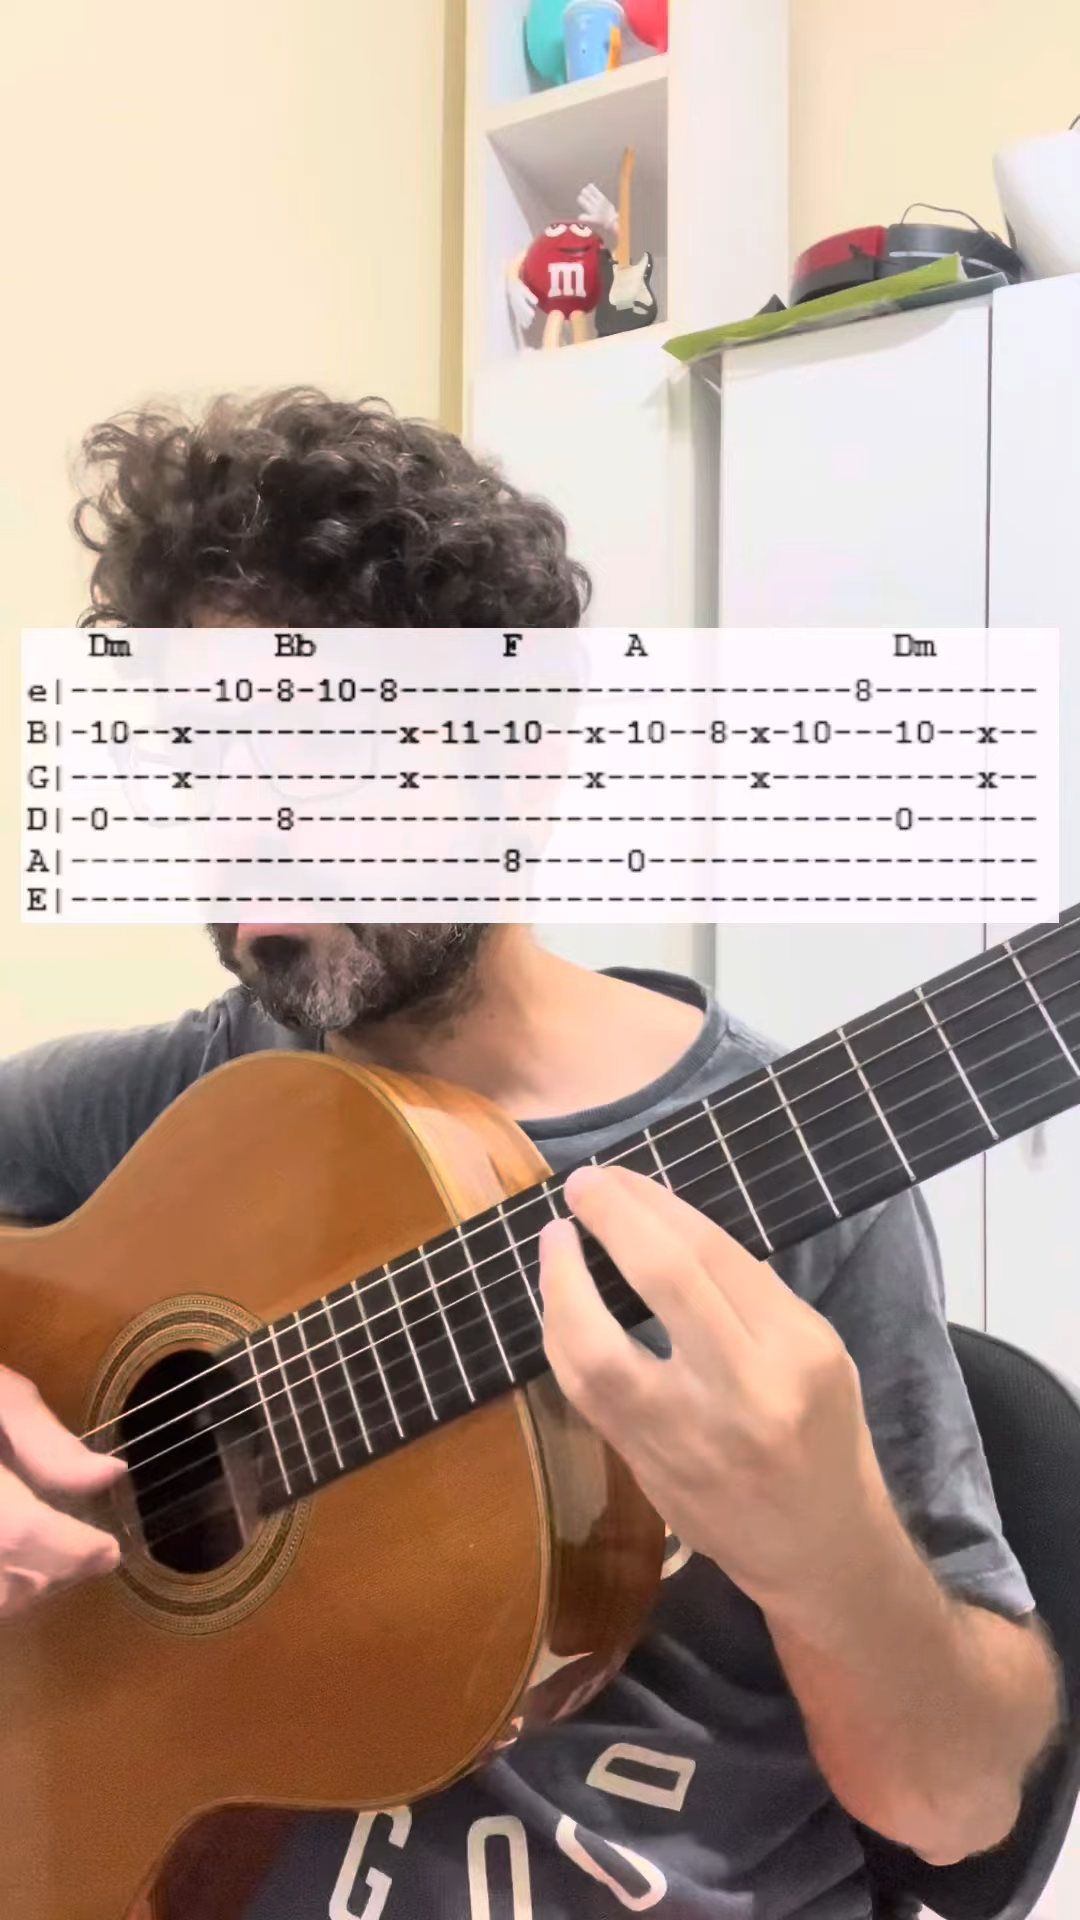 m
Dm Bb F A Dm
e|-------10-8-10-8----------------------8--------
B|-10--x-----------x-11-10--x-10--8-x-10---10--x--
G|-----x-----------x--------x-------x----------x--
D|-0--------8-----------------------------0------
A|---------------------8-----0--------------------
E|-----------------------------------------------
GOOD